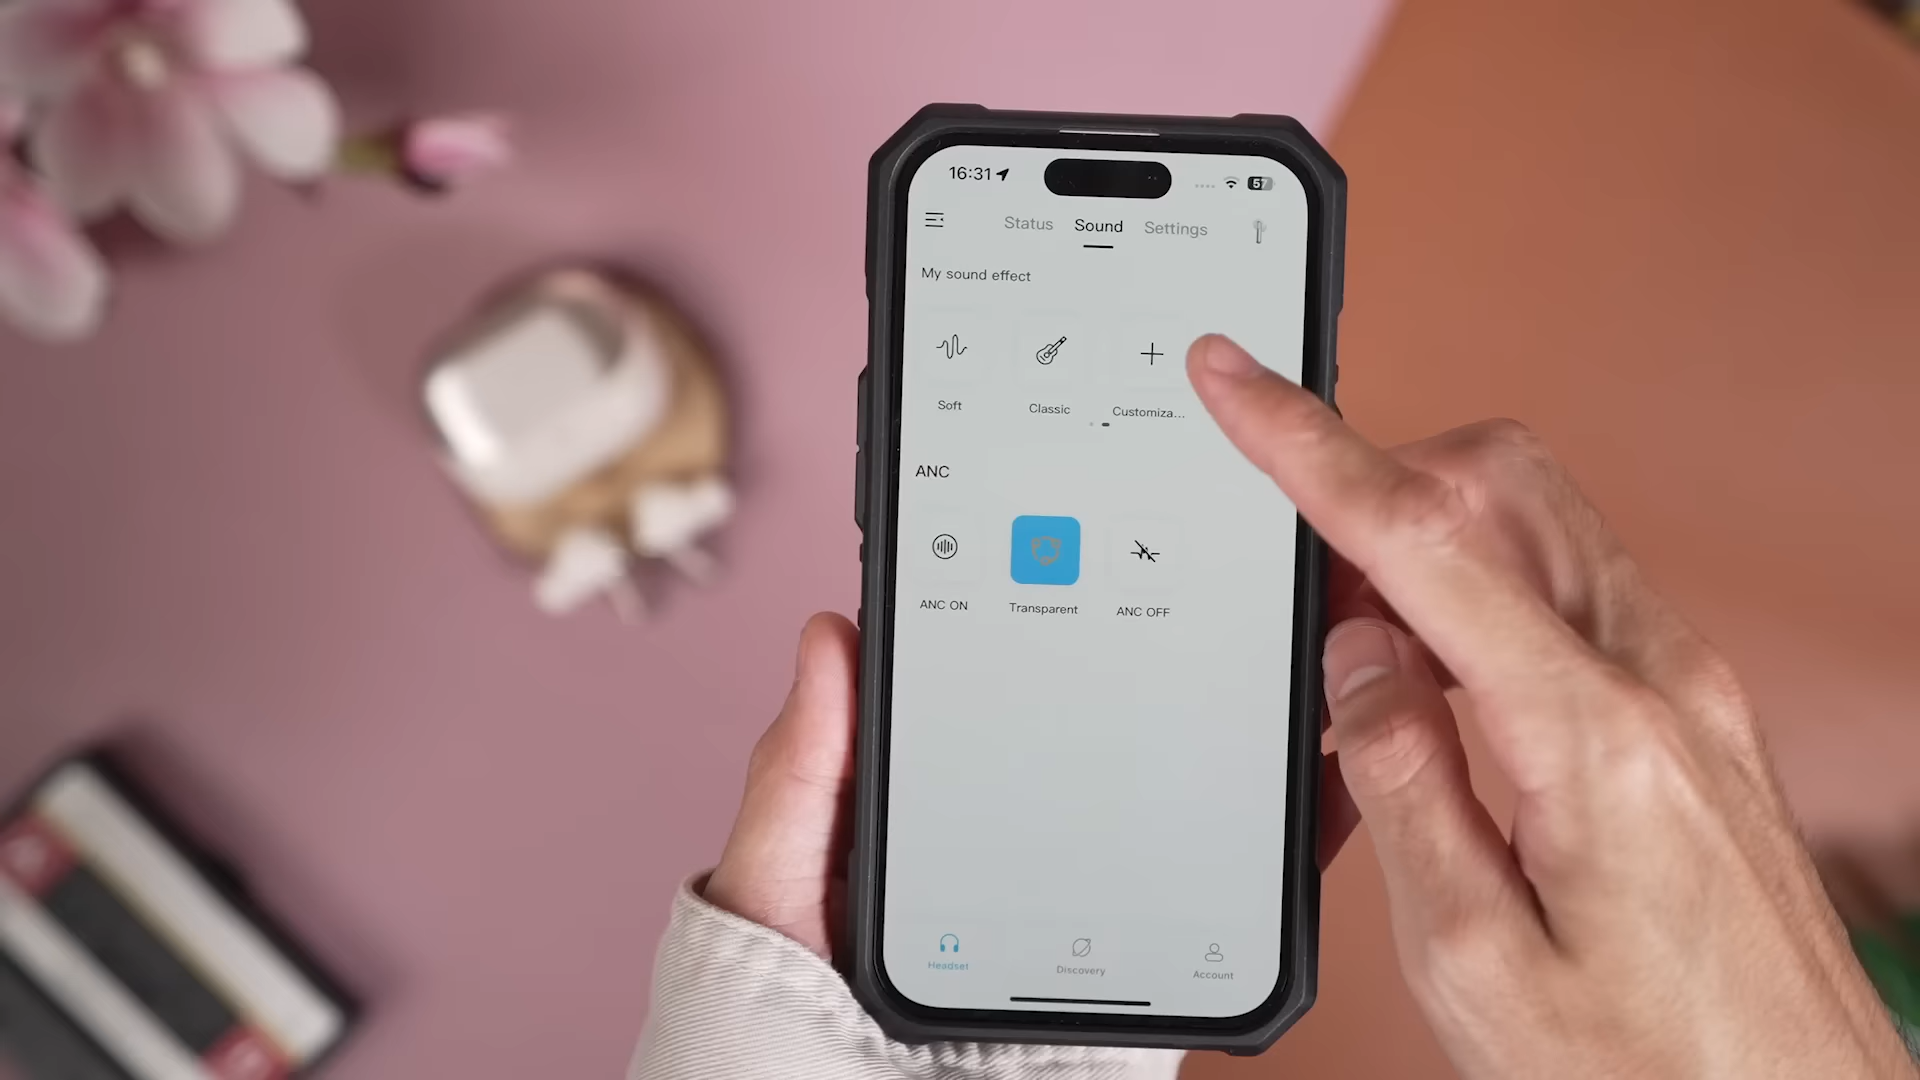 16:31
57
Status Sound Settings
My sound effect
Soft Classic Customiza...
ANC
ANC ON Transparent ANC OFF
Headset Discovery Account